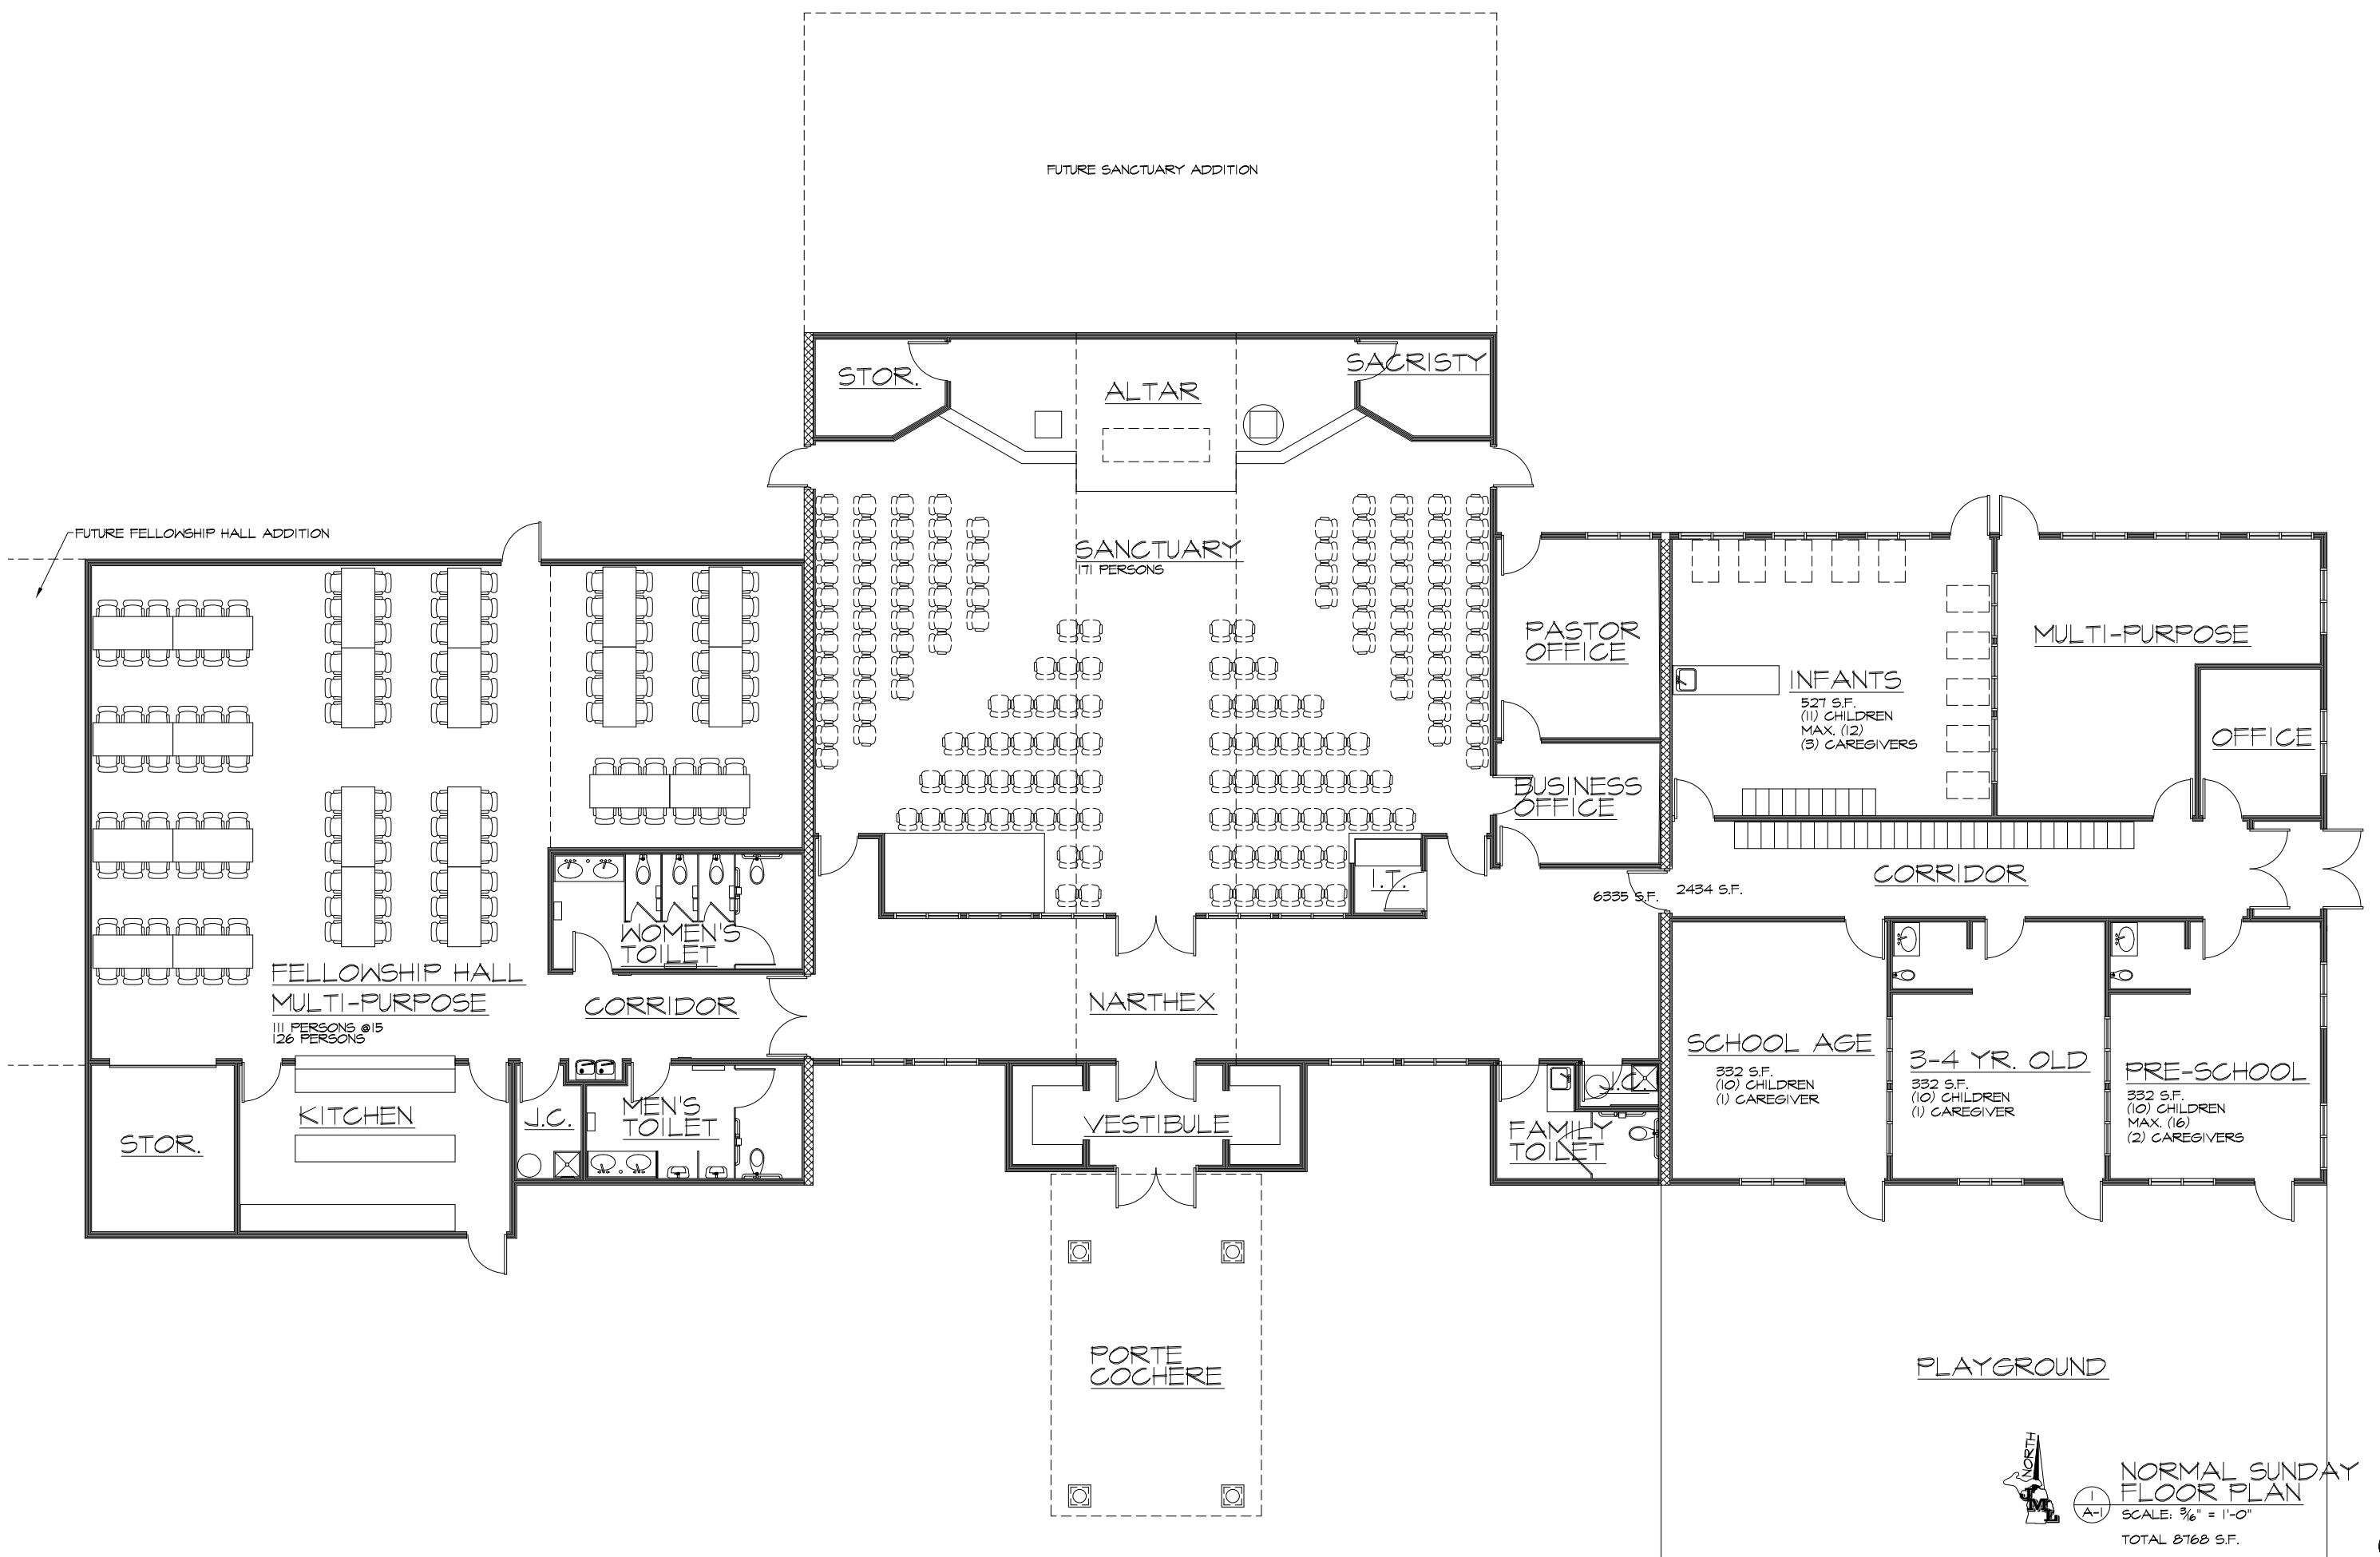 FUTURE SANCTUARY ADDITION
STOR.
ALTAR
SACRISTY
FUTURE FELLOWSHIP HALL ADDITION
SANCTUARY
171 PERSONS
PASTOR
OFFICE
BUSINESS
OFFICE
INFANTS
527 S.F.
(11) CHILDREN
MAX. (12)
(3) CAREGIVERS
MULTI-PURPOSE
OFFICE
I.T.
6335 S.F.
2434 S.F.
CORRIDOR
WOMEN'S
TOILET
FELLOWSHIP HALL
MULTI-PURPOSE
111 PERSONS @15
126 PERSONS
CORRIDOR
NARTHEX
SCHOOL AGE
332 S.F.
(10) CHILDREN
(1) CAREGIVER
3-4 YR. OLD
332 S.F.
(10) CHILDREN
(1) CAREGIVER
PRE-SCHOOL
332 S.F.
(10) CHILDREN
MAX. (16)
(2) CAREGIVERS
STOR.
KITCHEN
J.C.
MEN'S
TOILET
VESTIBULE
J.C.
FAMILY
TOILET
PORTE
COCHERE
PLAYGROUND
NORTH
JML
1
A-1
NORMAL SUNDAY
FLOOR PLAN
SCALE: 3/16" = 1'-0"
TOTAL 8768 S.F.